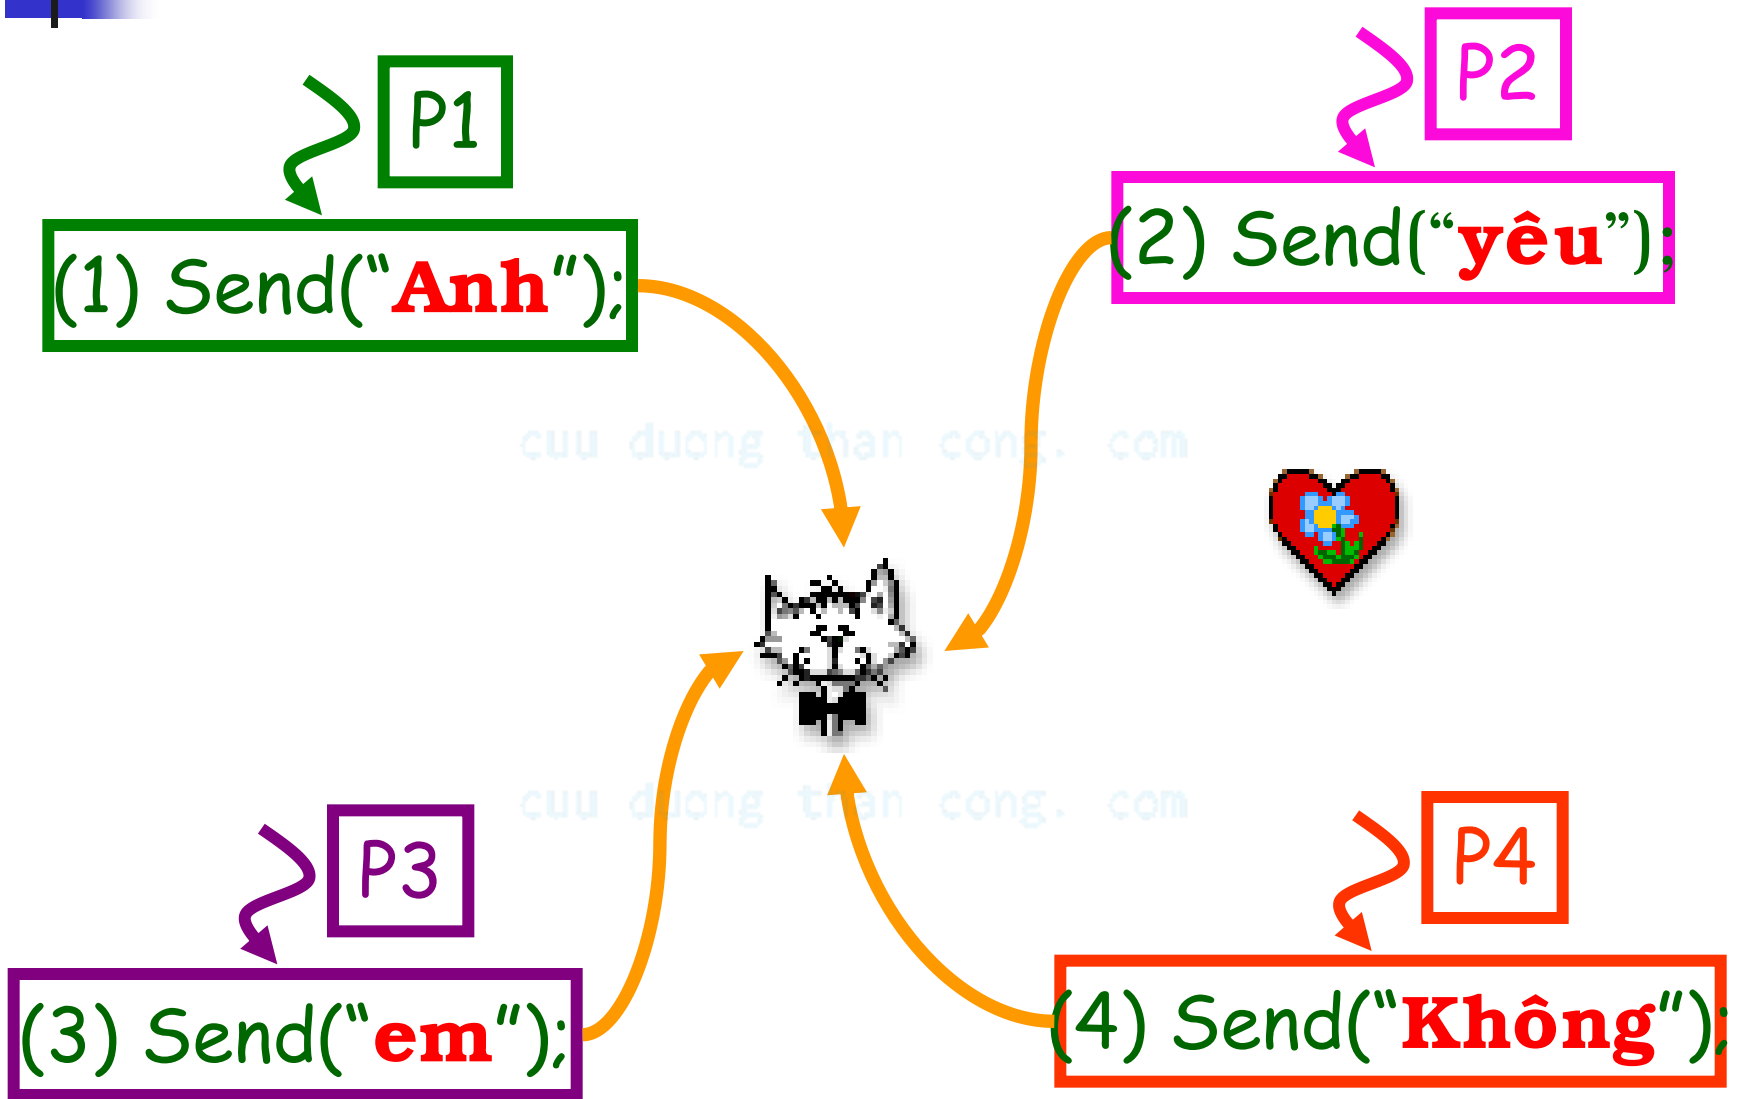 P1
(1) Send(“Anh”);
P2
(2) Send(“yêu”);
cuu duong than cong. com
cuu duong than cong. com
P3
(3) Send(“em”);
P4
(4) Send(“Không”);